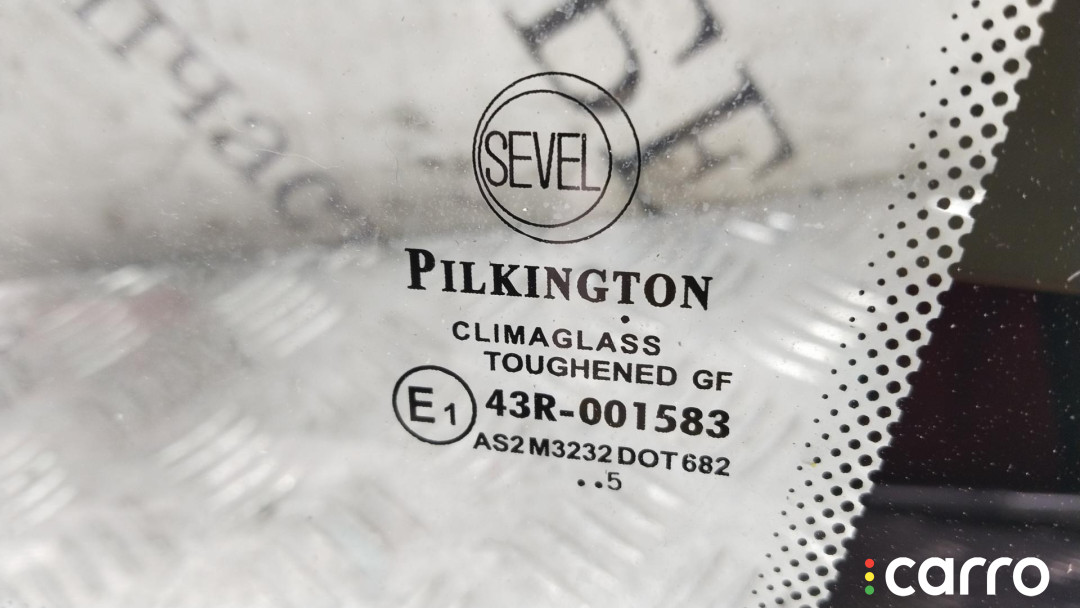 SEVEL
PILKINGTON
CLIMAGLASS
TOUGHENED GF
E1 43R-001583
AS2 M3232 DOT 682
..5
carro